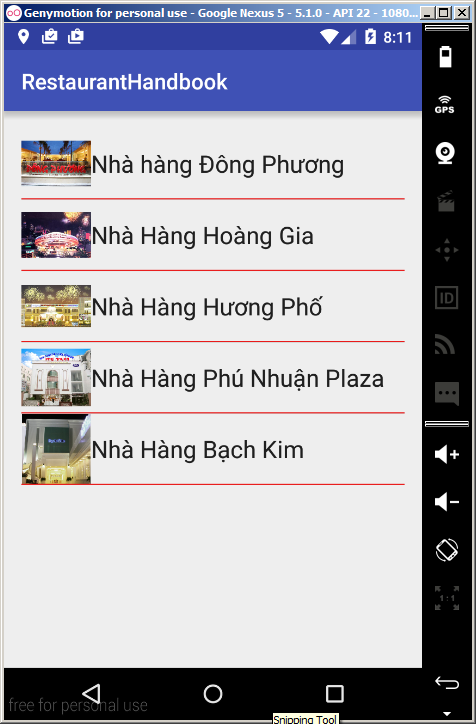 Genymotion for personal use - Google Nexus 5 - 5.1.0 - API 22 - 1080...
8:11
RestaurantHandbook
GPS
Nhà hàng Đông Phương
Nhà Hàng Hoàng Gia
Nhà Hàng Hương Phố
ID
Nhà Hàng Phú Nhuận Plaza
Nhà Hàng Bạch Kim
1:1
free for personal use
Snipping Tool